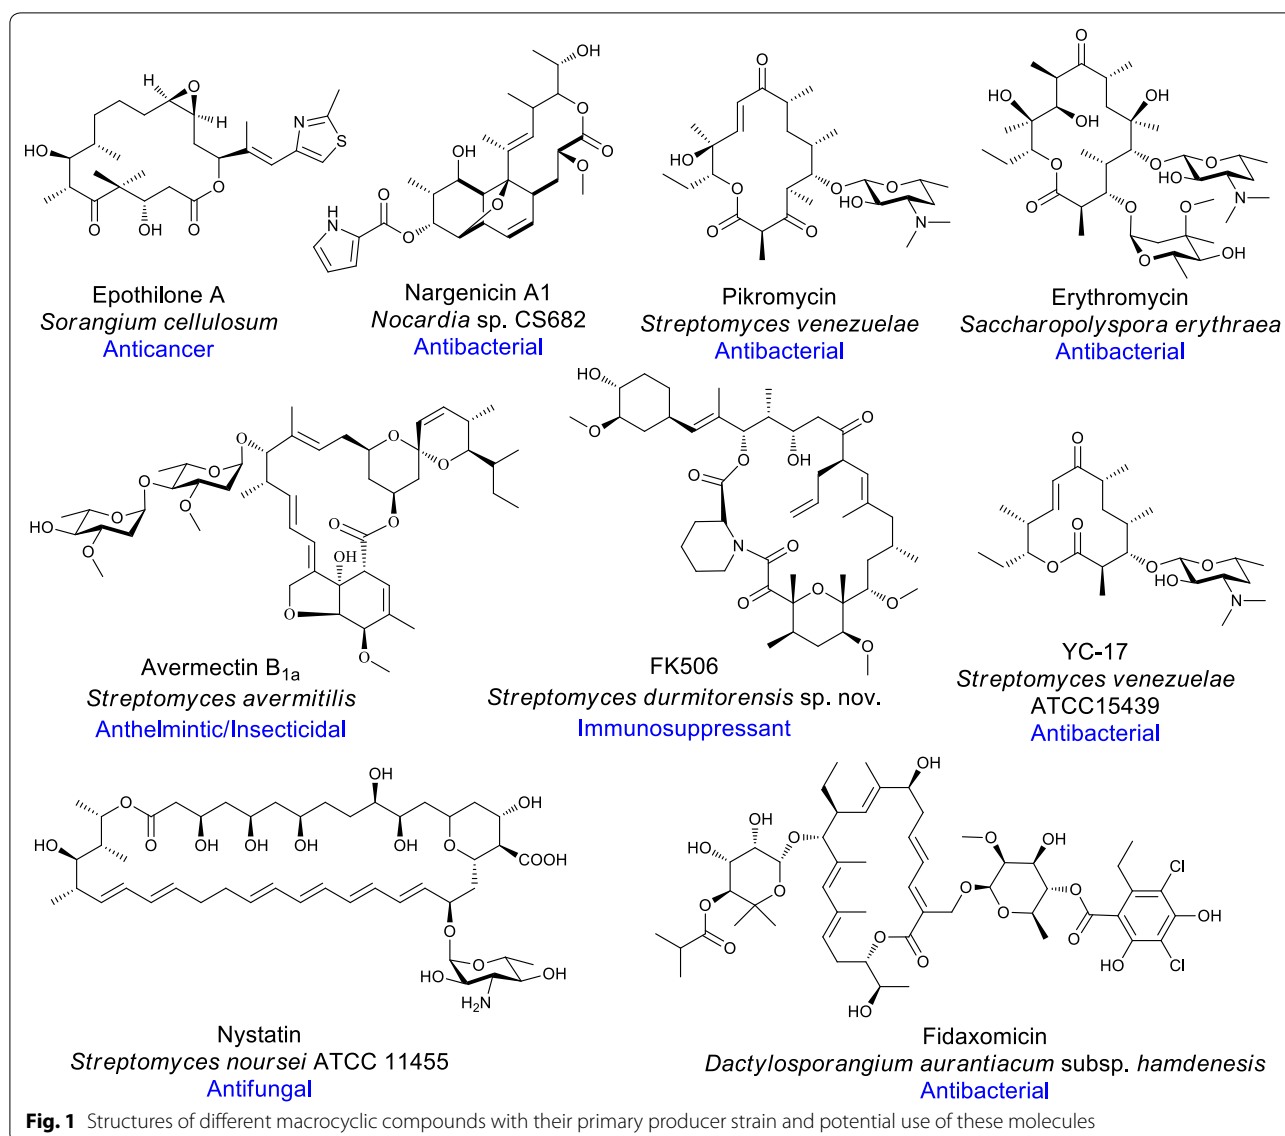 Epothilone A
Sorangium cellulosum
Anticancer
Nargenicin A1
Nocardia sp. CS682
Antibacterial
Pikromycin
Streptomyces venezuelae
Antibacterial
Erythromycin
Saccharopolyspora erythraea
Antibacterial
Avermectin B1a
Streptomyces avermitilis
Anthelmintic/Insecticidal
FK506
Streptomyces durmitorensis sp. nov.
Immunosuppressant
YC-17
Streptomyces venezuelae
ATCC15439
Antibacterial
Nystatin
Streptomyces noursei ATCC 11455
Antifungal
Fidaxomicin
Dactylosporangium aurantiacum subsp. hamdenesis
Antibacterial
Fig. 1 Structures of different macrocyclic compounds with their primary producer strain and potential use of these molecules